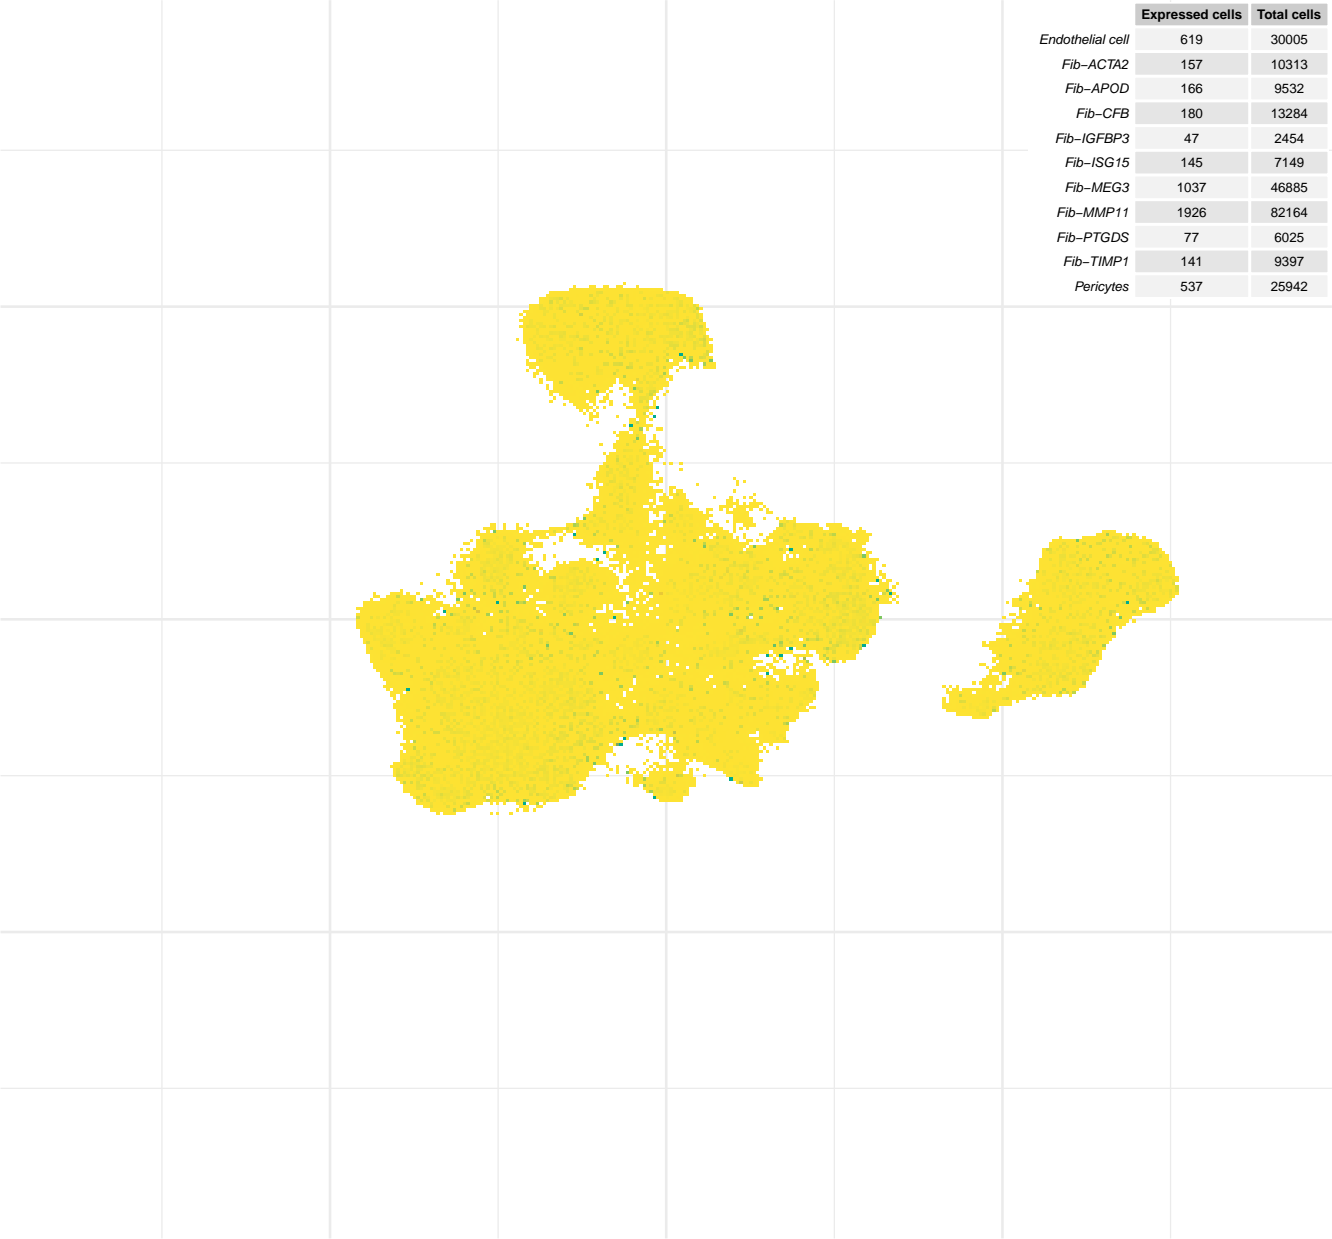 Expressed cells Total cells
Endothelial cell 619 30005
Fib−ACTA2 157 10313
Fib−APOD 166 9532
Fib−CFB 180 13284
Fib−IGFBP3 47 2454
Fib−ISG15 145 7149
Fib−MEG3 1037 46885
Fib−MMP11 1926 82164
Fib−PTGDS 77 6025
Fib−TIMP1 141 9397
Pericytes 537 25942